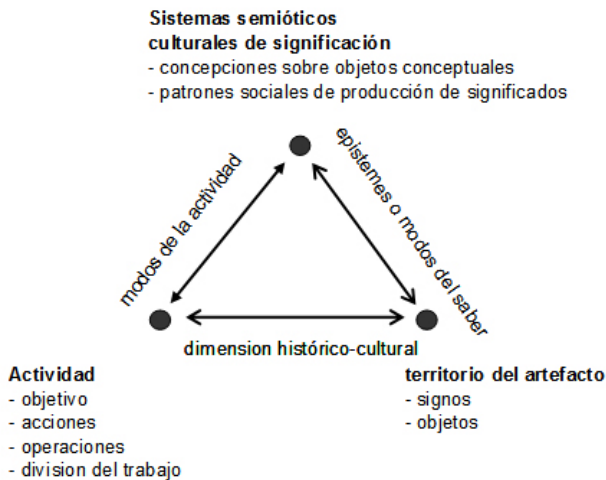 Sistemas semióticos
culturales de significación
- concepciones sobre objetos conceptuales
- patrones sociales de producción de significados
modos de la actividad
epistemes o modos del saber
dimension histórico-cultural
Actividad
- objetivo
- acciones
- operaciones
- division del trabajo
territorio del artefacto
- signos
- objetos